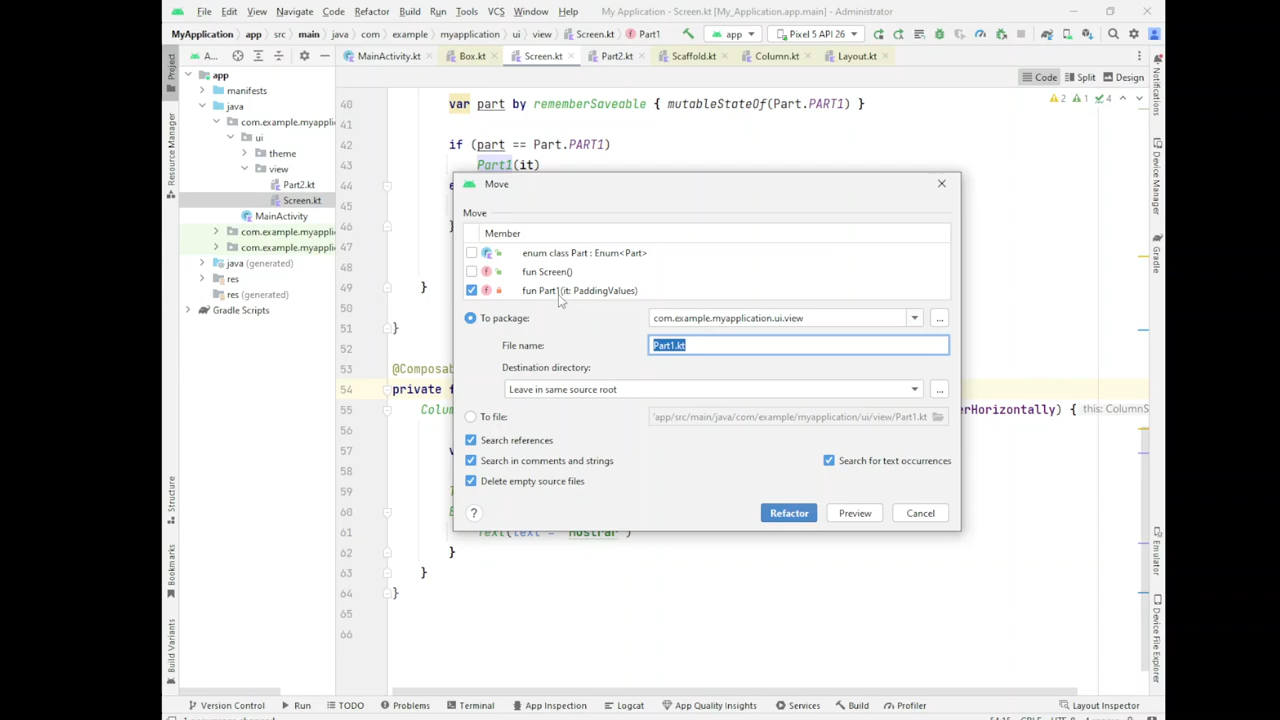 File Edit View Navigate Code Refactor Build Run Tools VCS Window Help My Application - Screen.kt [My_Application.app.main] - Administrator
MyApplication app src main java com example myapplication ui view Screen.kt Part1 app Pixel 5 API 26
A... MainActivity.kt Box.kt Screen.kt Part2.kt Scaffold.kt Column.kt Layout.kt
Code Split Design
Project
Resource Manager
Structure
Bookmarks
Build Variants
app
manifests
java
com.example.myappli
ui
theme
view
Part2.kt
Screen.kt
MainActivity
com.example.myappli
com.example.myappli
java (generated)
res
res (generated)
Gradle Scripts
2 1 4
40 var part by rememberSaveable { mutableStateOf(Part.PART1) }
41
42 if (part == Part.PART1)
43 Part1(it)
44 e
45
46 }
47
48
49 }
50
51 }
52
53 @Composab
54 private f
55 Colum erHorizontally) { this: ColumnS
56
57 v
58
59
60
61 Text(text = "Mostrar")
62 }
63 }
64 }
65
66
Move
Move
Member
enum class Part : Enum<Part>
fun Screen()
fun Part1(it: PaddingValues)
To package: com.example.myapplication.ui.view ...
File name: Part1.kt
Destination directory:
Leave in same source root ...
To file: 'app/src/main/java/com/example/myapplication/ui/view/Part1.kt
Search references
Search in comments and strings Search for text occurrences
Delete empty source files
? Refactor Preview Cancel
Notifications
Device Manager
Gradle
Emulator
Device File Explorer
Version Control Run TODO Problems Terminal App Inspection Logcat App Quality Insights Services Build Profiler Layout Inspector